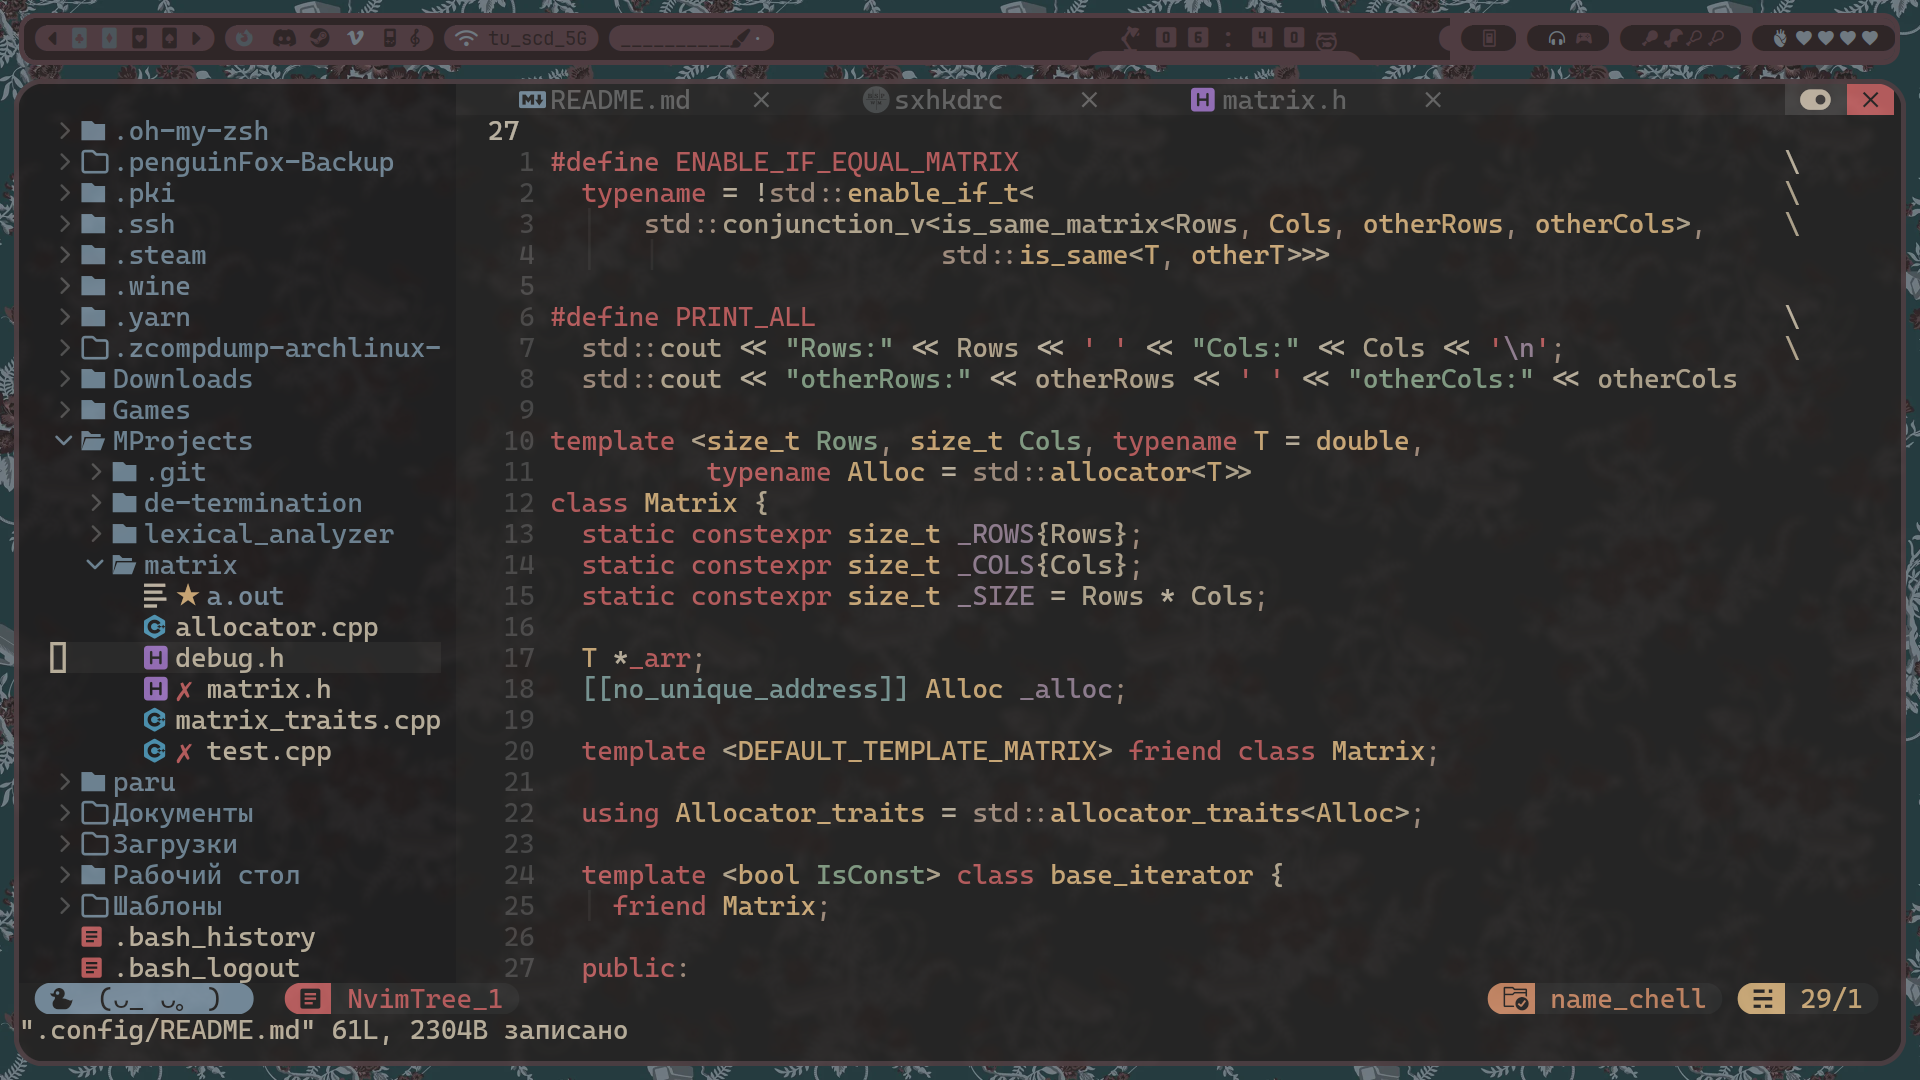 tu_scd_5G
0 6 : 4 0
README.md
sxhkdrc
matrix.h
.oh-my-zsh
.penguinFox-Backup
.pki
.ssh
.steam
.wine
.yarn
.zcompdump-archlinux-
Downloads
Games
MProjects
.git
de-termination
lexical_analyzer
matrix
a.out
allocator.cpp
debug.h
✗ matrix.h
matrix_traits.cpp
✗ test.cpp
paru
Документы
Загрузки
Рабочий стол
Шаблоны
.bash_history
.bash_logout
27
1 #define ENABLE_IF_EQUAL_MATRIX \
2 typename = !std::enable_if_t< \
3 std::conjunction_v<is_same_matrix<Rows, Cols, otherRows, otherCols>, \
4 std::is_same<T, otherT>>>
5
6 #define PRINT_ALL \
7 std::cout << "Rows:" << Rows << ' ' << "Cols:" << Cols << '\n'; \
8 std::cout << "otherRows:" << otherRows << ' ' << "otherCols:" << otherCols
9
10 template <size_t Rows, size_t Cols, typename T = double,
11 typename Alloc = std::allocator<T>>
12 class Matrix {
13 static constexpr size_t _ROWS{Rows};
14 static constexpr size_t _COLS{Cols};
15 static constexpr size_t _SIZE = Rows * Cols;
16
17 T *_arr;
18 [[no_unique_address]] Alloc _alloc;
19
20 template <DEFAULT_TEMPLATE_MATRIX> friend class Matrix;
21
22 using Allocator_traits = std::allocator_traits<Alloc>;
23
24 template <bool IsConst> class base_iterator {
25 friend Matrix;
26
27 public:
NvimTree_1
name_chell
29/1
".config/README.md" 61L, 2304B записано